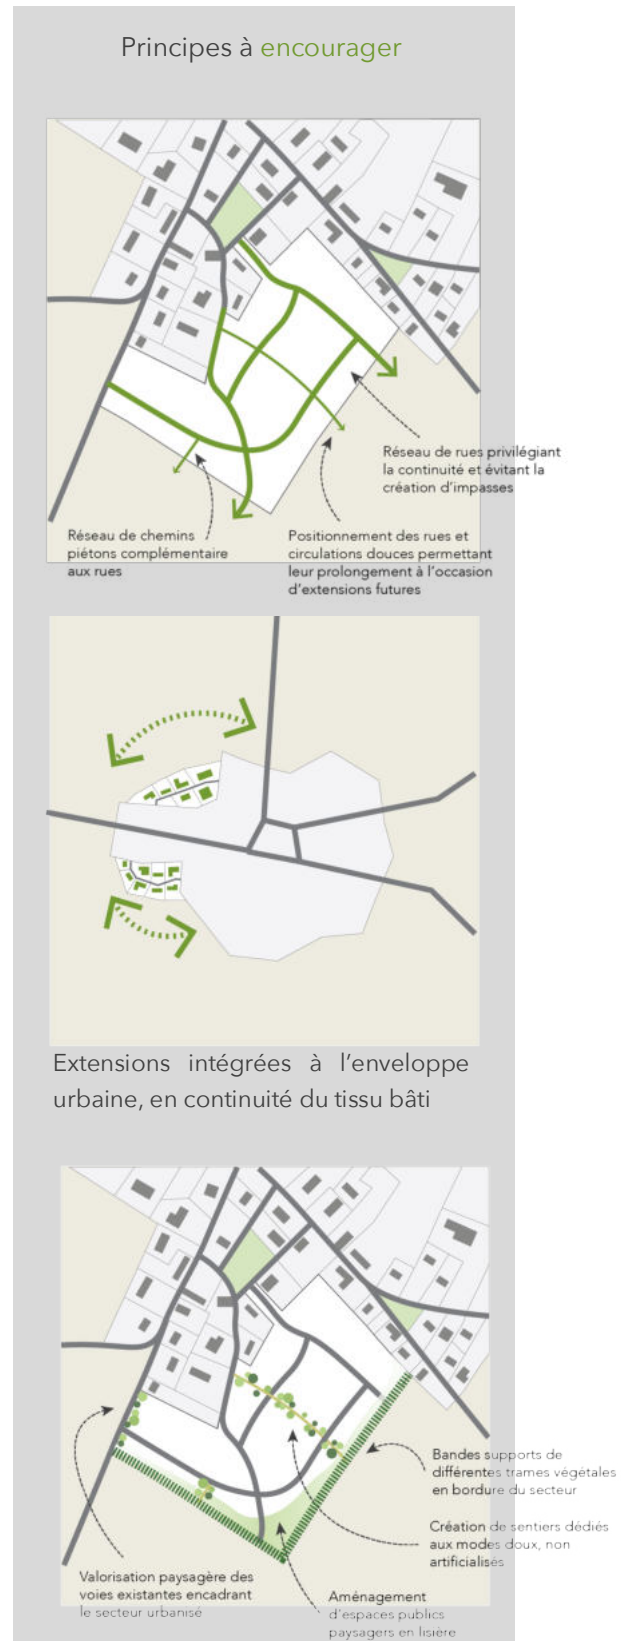 Principes à encourager
Réseau de rues privilégiant
la continuité et évitant la
création d'impasses
Réseau de chemins
piétons complémentaire
aux rues
Positionnement des rues et
circulations douces permettant
leur prolongement à l'occasion
d'extensions futures
Extensions intégrées à l'enveloppe
urbaine, en continuité du tissu bâti
Bandes supports de
différentes trames végétales
en bordure du secteur
Création de sentiers dédiés
aux modes doux, non
artificialisés
Valorisation paysagère des
voies existantes encadrant
le secteur urbanisé
Aménagement
d'espaces publics
paysagers en lisière